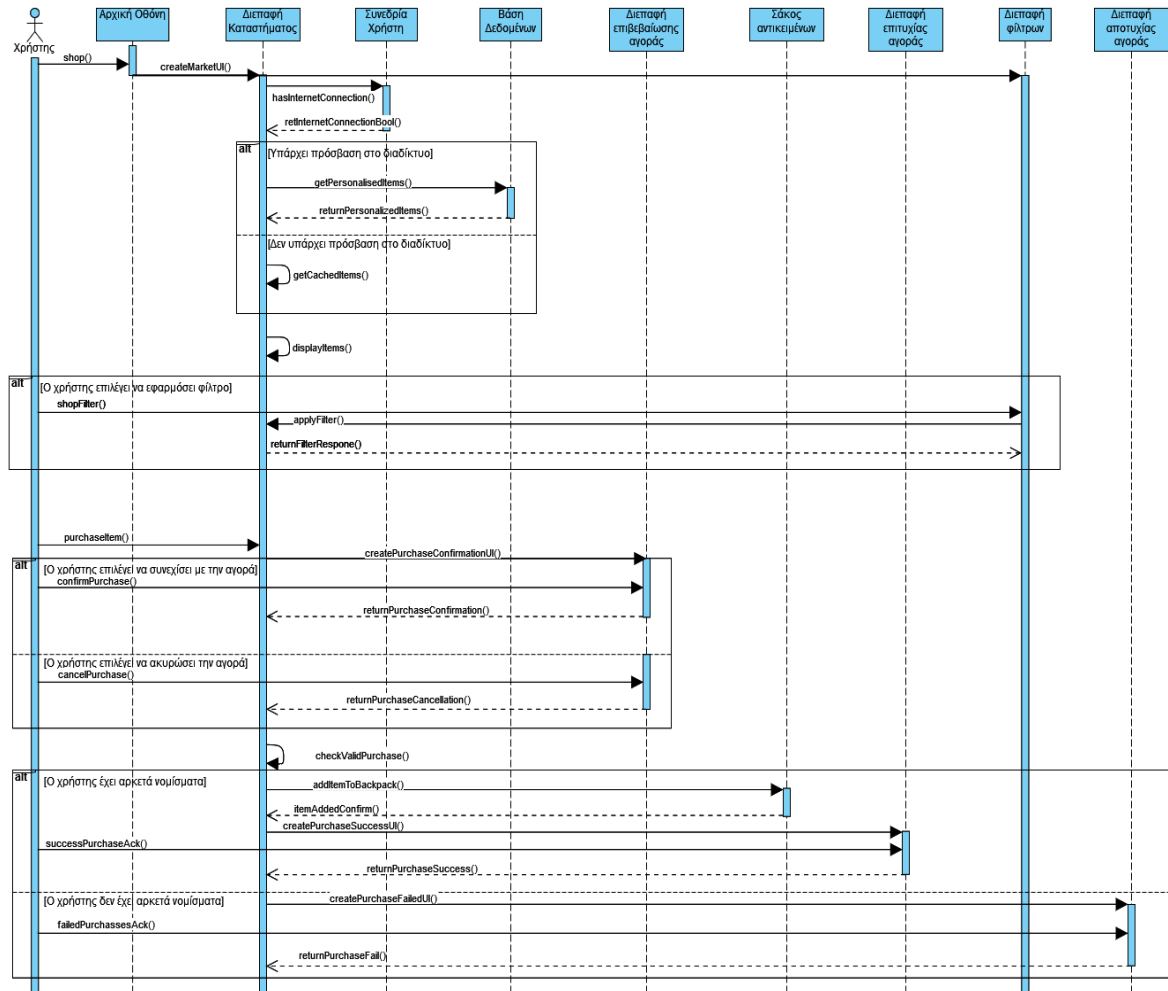 Χρήστης
Αρχική Οθόνη
Διεπαφή
Καταστήματος
Συνεδρία
Χρήστη
Βάση
Δεδομένων
Διεπαφή
επιβεβαίωσης
αγοράς
Σάκος
αντικειμένων
Διεπαφή
επιτυχίας
αγοράς
Διεπαφή
φίλτρων
Διεπαφή
αποτυχίας
αγοράς
shop()
createMarketUI()
hasInternetConnection()
retInternetConnectionBool()
alt
[Υπάρχει πρόσβαση στο διαδίκτυο]
getPersonalisedItems()
returnPersonalizedItems()
[Δεν υπάρχει πρόσβαση στο διαδίκτυο]
getCachedItems()
displayItems()
alt
[Ο χρήστης επιλέγει να εφαρμόσει φίλτρο]
shopFilter()
applyFilter()
returnFilterRespone()
purchaseItem()
createPurchaseConfirmationUI()
alt
[Ο χρήστης επιλέγει να συνεχίσει με την αγορά]
confirmPurchase()
returnPurchaseConfirmation()
[Ο χρήστης επιλέγει να ακυρώσει την αγορά]
cancelPurchase()
returnPurchaseCancellation()
checkValidPurchase()
alt
[Ο χρήστης έχει αρκετά νομίσματα]
addItemToBackpack()
itemAddedConfirm()
createPurchaseSuccessUI()
successPurchaseAck()
returnPurchaseSuccess()
[Ο χρήστης δεν έχει αρκετά νομίσματα]
createPurchaseFailedUI()
failedPurchassesAck()
returnPurchaseFail()